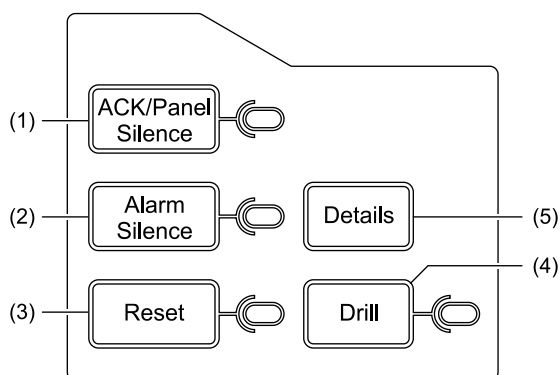 (1)
ACK/Panel
Silence
(2)
Alarm
Silence
Details
(5)
(4)
(3)
Reset
Drill